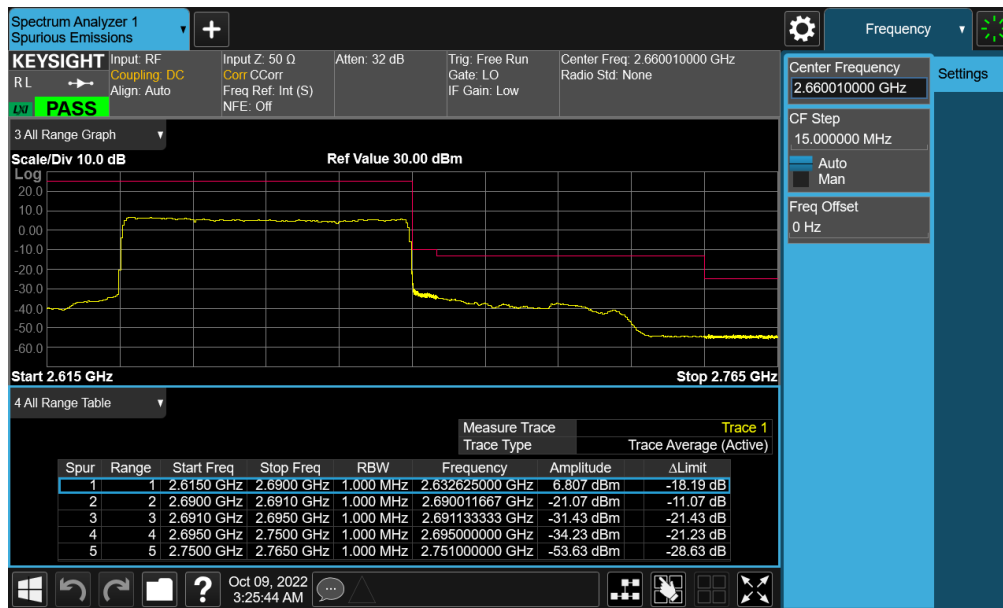 Spectrum Analyzer 1
Spurious Emissions
+
Frequency
KEYSIGHT
R L
LXI PASS
Input: RF
Coupling: DC
Align: Auto
Input Z: 50 Ω
Corr CCorr
Freq Ref: Int (S)
NFE: Off
Atten: 32 dB
Trig: Free Run
Gate: LO
IF Gain: Low
Center Freq: 2.660010000 GHz
Radio Std: None
Center Frequency
2.660010000 GHz
Settings
CF Step
15.000000 MHz
Auto
Man
Freq Offset
0 Hz
3 All Range Graph
Scale/Div 10.0 dB Ref Value 30.00 dBm
Log
20.0
10.0
0.00
-10.0
-20.0
-30.0
-40.0
-50.0
-60.0
Start 2.615 GHz Stop 2.765 GHz
4 All Range Table
Measure Trace Trace 1
Trace Type Trace Average (Active)
Spur Range Start Freq Stop Freq RBW Frequency Amplitude ΔLimit
1 1 2.6150 GHz 2.6900 GHz 1.000 MHz 2.632625000 GHz 6.807 dBm -18.19 dB
2 2 2.6900 GHz 2.6910 GHz 1.000 MHz 2.690011667 GHz -21.07 dBm -11.07 dB
3 3 2.6910 GHz 2.6950 GHz 1.000 MHz 2.691133333 GHz -31.43 dBm -21.43 dB
4 4 2.6950 GHz 2.7500 GHz 1.000 MHz 2.695000000 GHz -34.23 dBm -21.23 dB
5 5 2.7500 GHz 2.7650 GHz 1.000 MHz 2.751000000 GHz -53.63 dBm -28.63 dB
?
Oct 09, 2022
3:25:44 AM